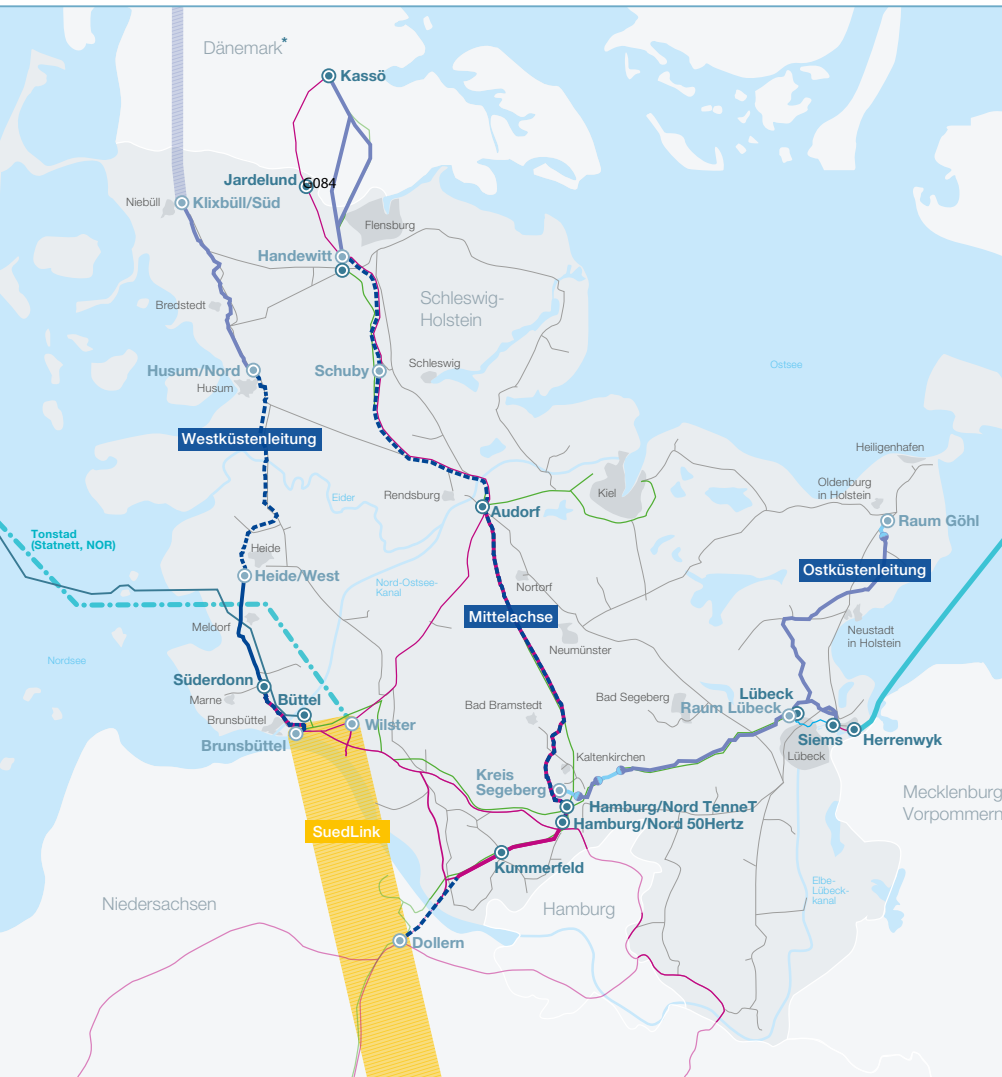 Dänemark*
Kassö
Jardelund
G084
Niebüll
Klixbüll/Süd
Flensburg
Handewitt
Schleswig-
Holstein
Bredstedt
Husum/Nord
Husum
Schuby
Schleswig
Ostsee
Westküstenleitung
Heiligenhafen
Oldenburg
in Holstein
Kiel
Rendsburg
Eider
Audorf
Raum Göhl
Tonstad
(Statnett, NOR)
Heide
Heide/West
Nord-Ostsee-
Kanal
Nortorf
Ostküstenleitung
Mittelachse
Meldorf
Neumünster
Neustadt
in Holstein
Nordsee
Süderdonn
Marne
Büttel
Brunsbüttel
Brunsbüttel
Wilster
Bad Bramstedt
Bad Segeberg
Lübeck
Raum Lübeck
Siems
Herrenwyk
Lübeck
Kaltenkirchen
Kreis
Segeberg
Hamburg/Nord TenneT
Hamburg/Nord 50Hertz
Mecklenburg
Vorpommern
SuedLink
Kummerfeld
Elbe-
Lübeck-
kanal
Niedersachsen
Hamburg
Dollern